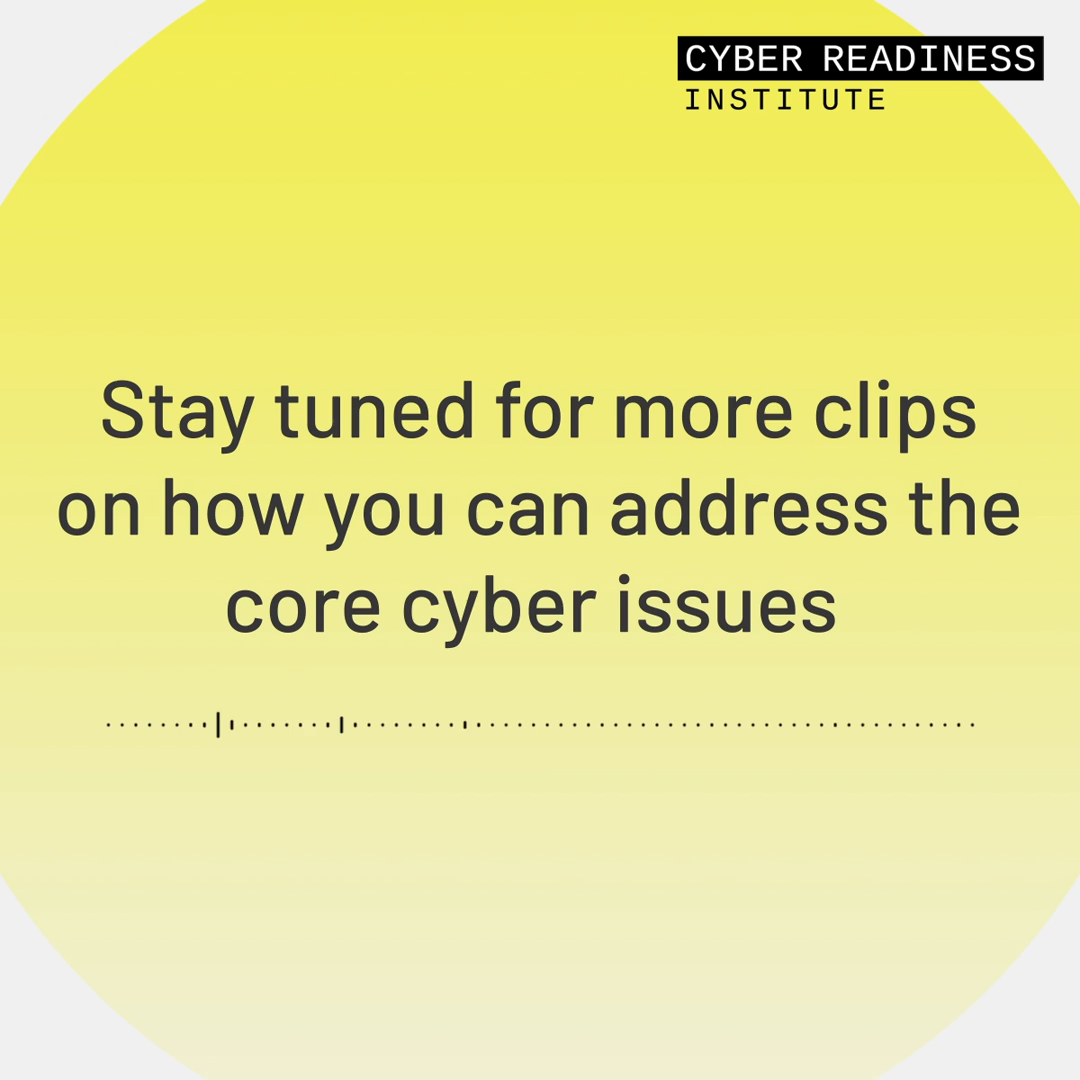 CYBER READINESS
INSTITUTE
Stay tuned for more clips
on how you can address the
core cyber issues